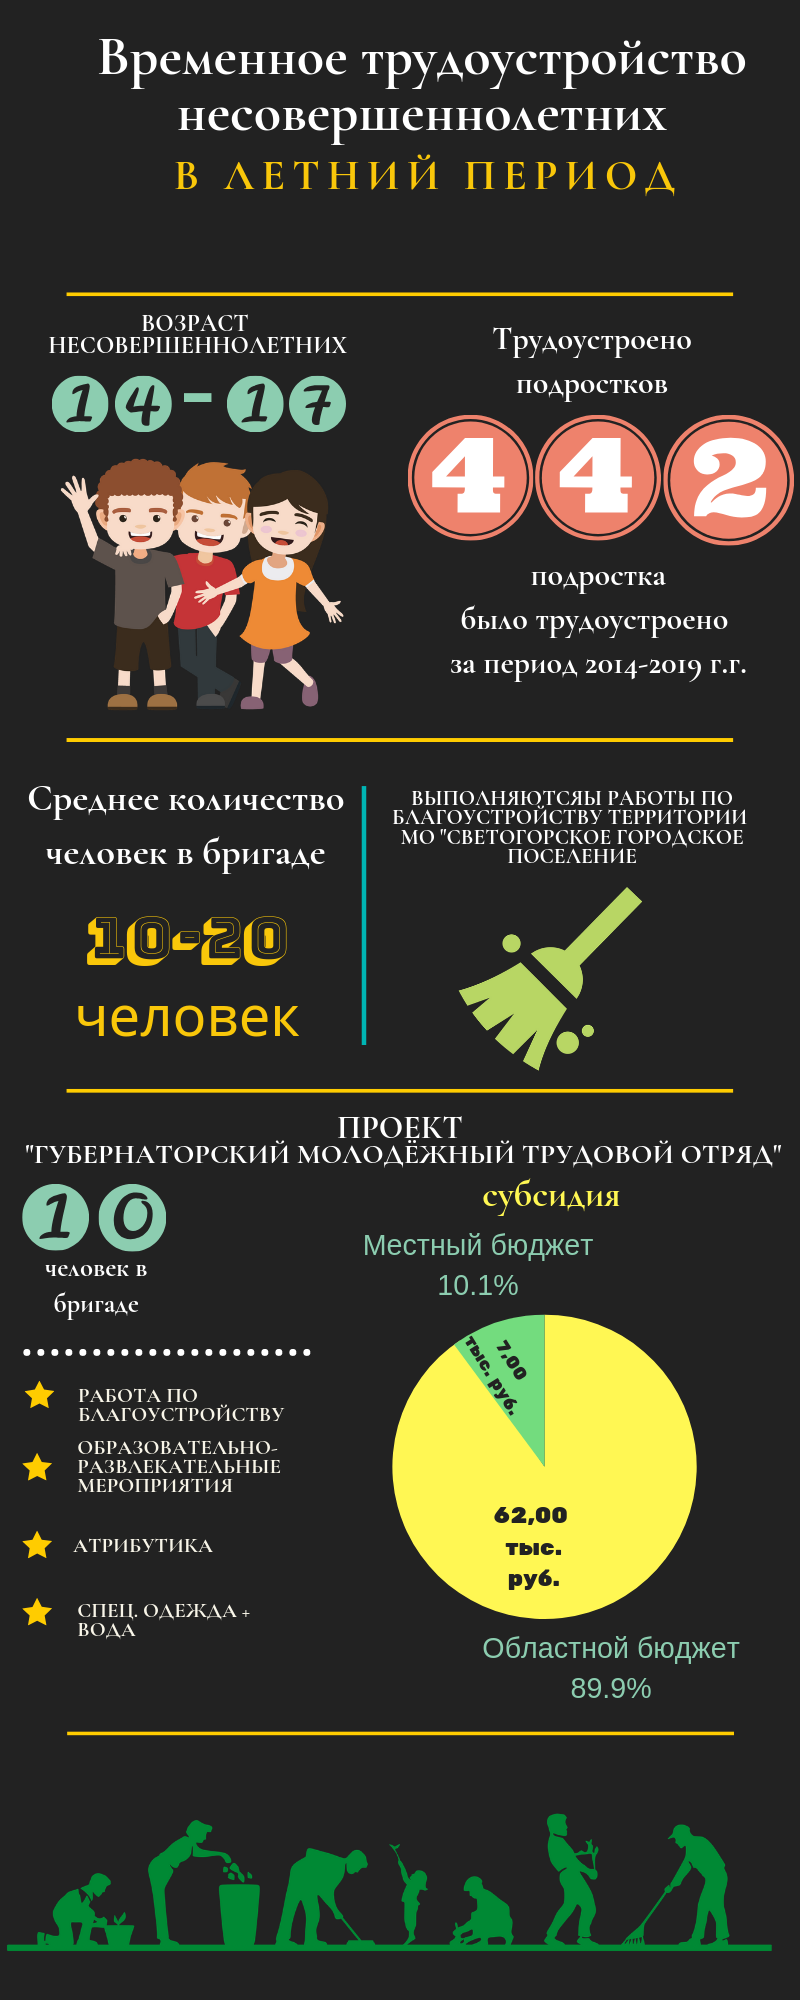 Временное трудоустройство
несовершеннолетних
В ЛЕТНИЙ ПЕРИОД
ВОЗРАСТ
НЕСОВЕРШЕННОЛЕТНИХ
14-17
Трудоустроено
подростков
442
подростка
было трудоустроено
за период 2014-2019 г.г.
Среднее количество
человек в бригаде
10-20
человек
ВЫПОЛНЯЮТСЯЫ РАБОТЫ ПО
БЛАГОУСТРОЙСТВУ ТЕРРИТОРИИ
МО "СВЕТОГОРСКОЕ ГОРОДСКОЕ
ПОСЕЛЕНИЕ
ПРОЕКТ
"ГУБЕРНАТОРСКИЙ МОЛОДЁЖНЫЙ ТРУДОВОЙ ОТРЯД"
10
человек в
бригаде
РАБОТА ПО
БЛАГОУСТРОЙСТВУ
ОБРАЗОВАТЕЛЬНО-
РАЗВЛЕКАТЕЛЬНЫЕ
МЕРОПРИЯТИЯ
АТРИБУТИКА
СПЕЦ. ОДЕЖДА +
ВОДА
субсидия
Местный бюджет
10.1%
7,00
тыс. руб.
62,00
тыс.
руб.
Областной бюджет
89.9%